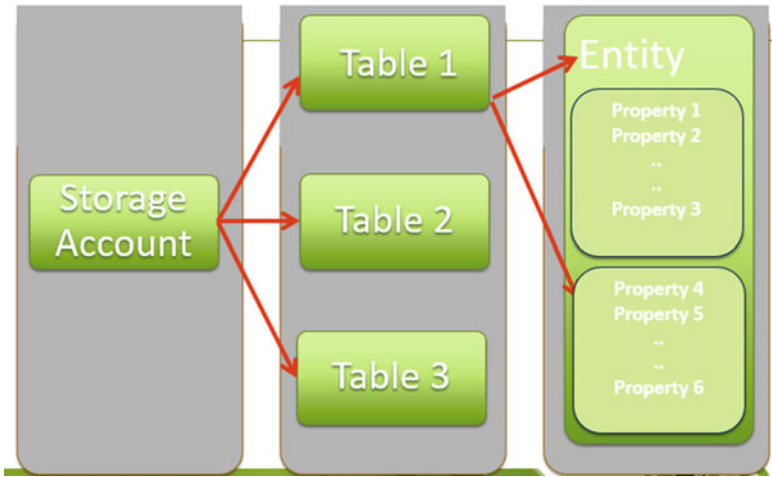 Storage
Account
Table 1
Table 2
Table 3
Entity
Property 1
Property 2
..
..
Property 3
Property 4
Property 5
..
..
Property 6